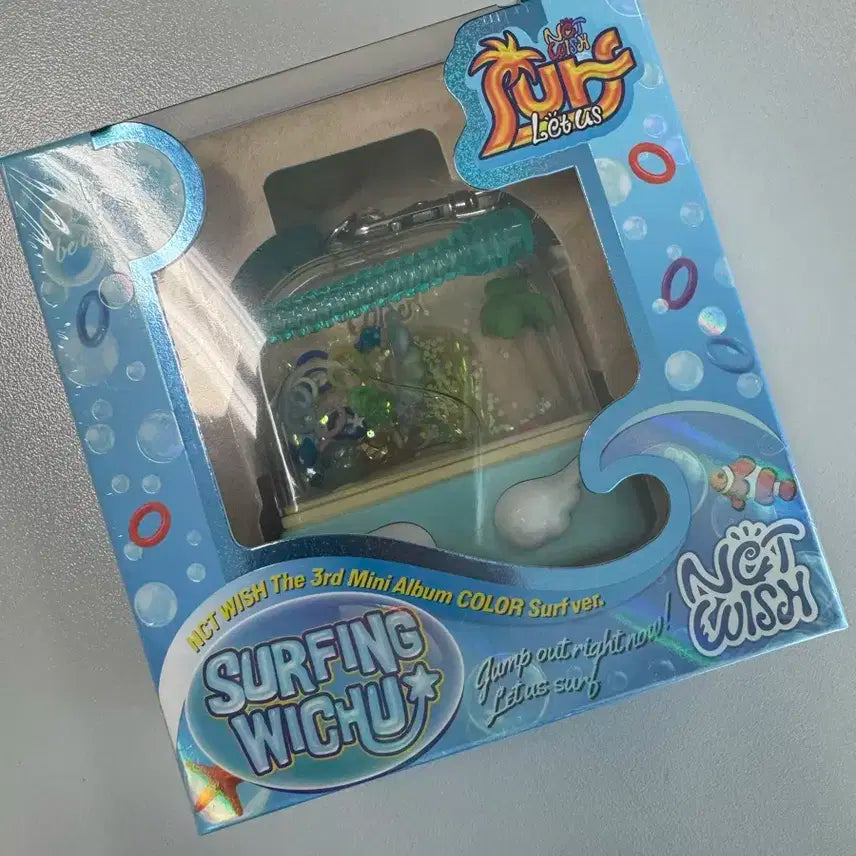 NCT
WISH
Surf
Let us
NCT WISH The 3rd Mini Album COLOR Surf ver.
SURFING
WICHU
Jump out right now!
Let us surf
NCT
WISH